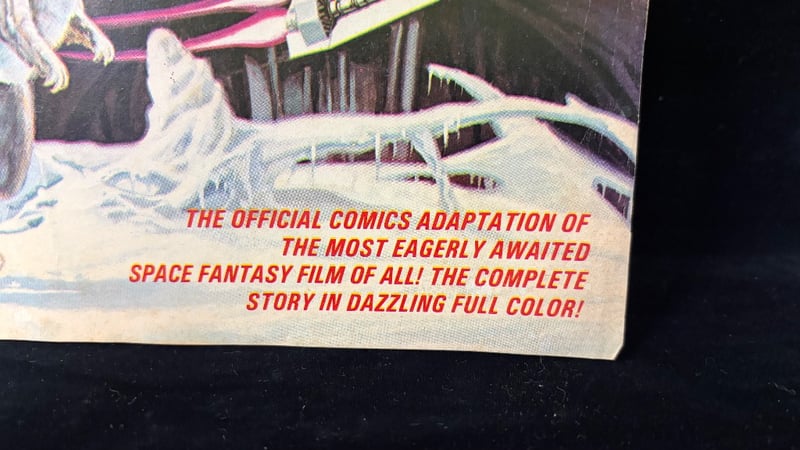 THE OFFICIAL COMICS ADAPTATION OF
THE MOST EAGERLY AWAITED
SPACE FANTASY FILM OF ALL! THE COMPLETE
STORY IN DAZZLING FULL COLOR!